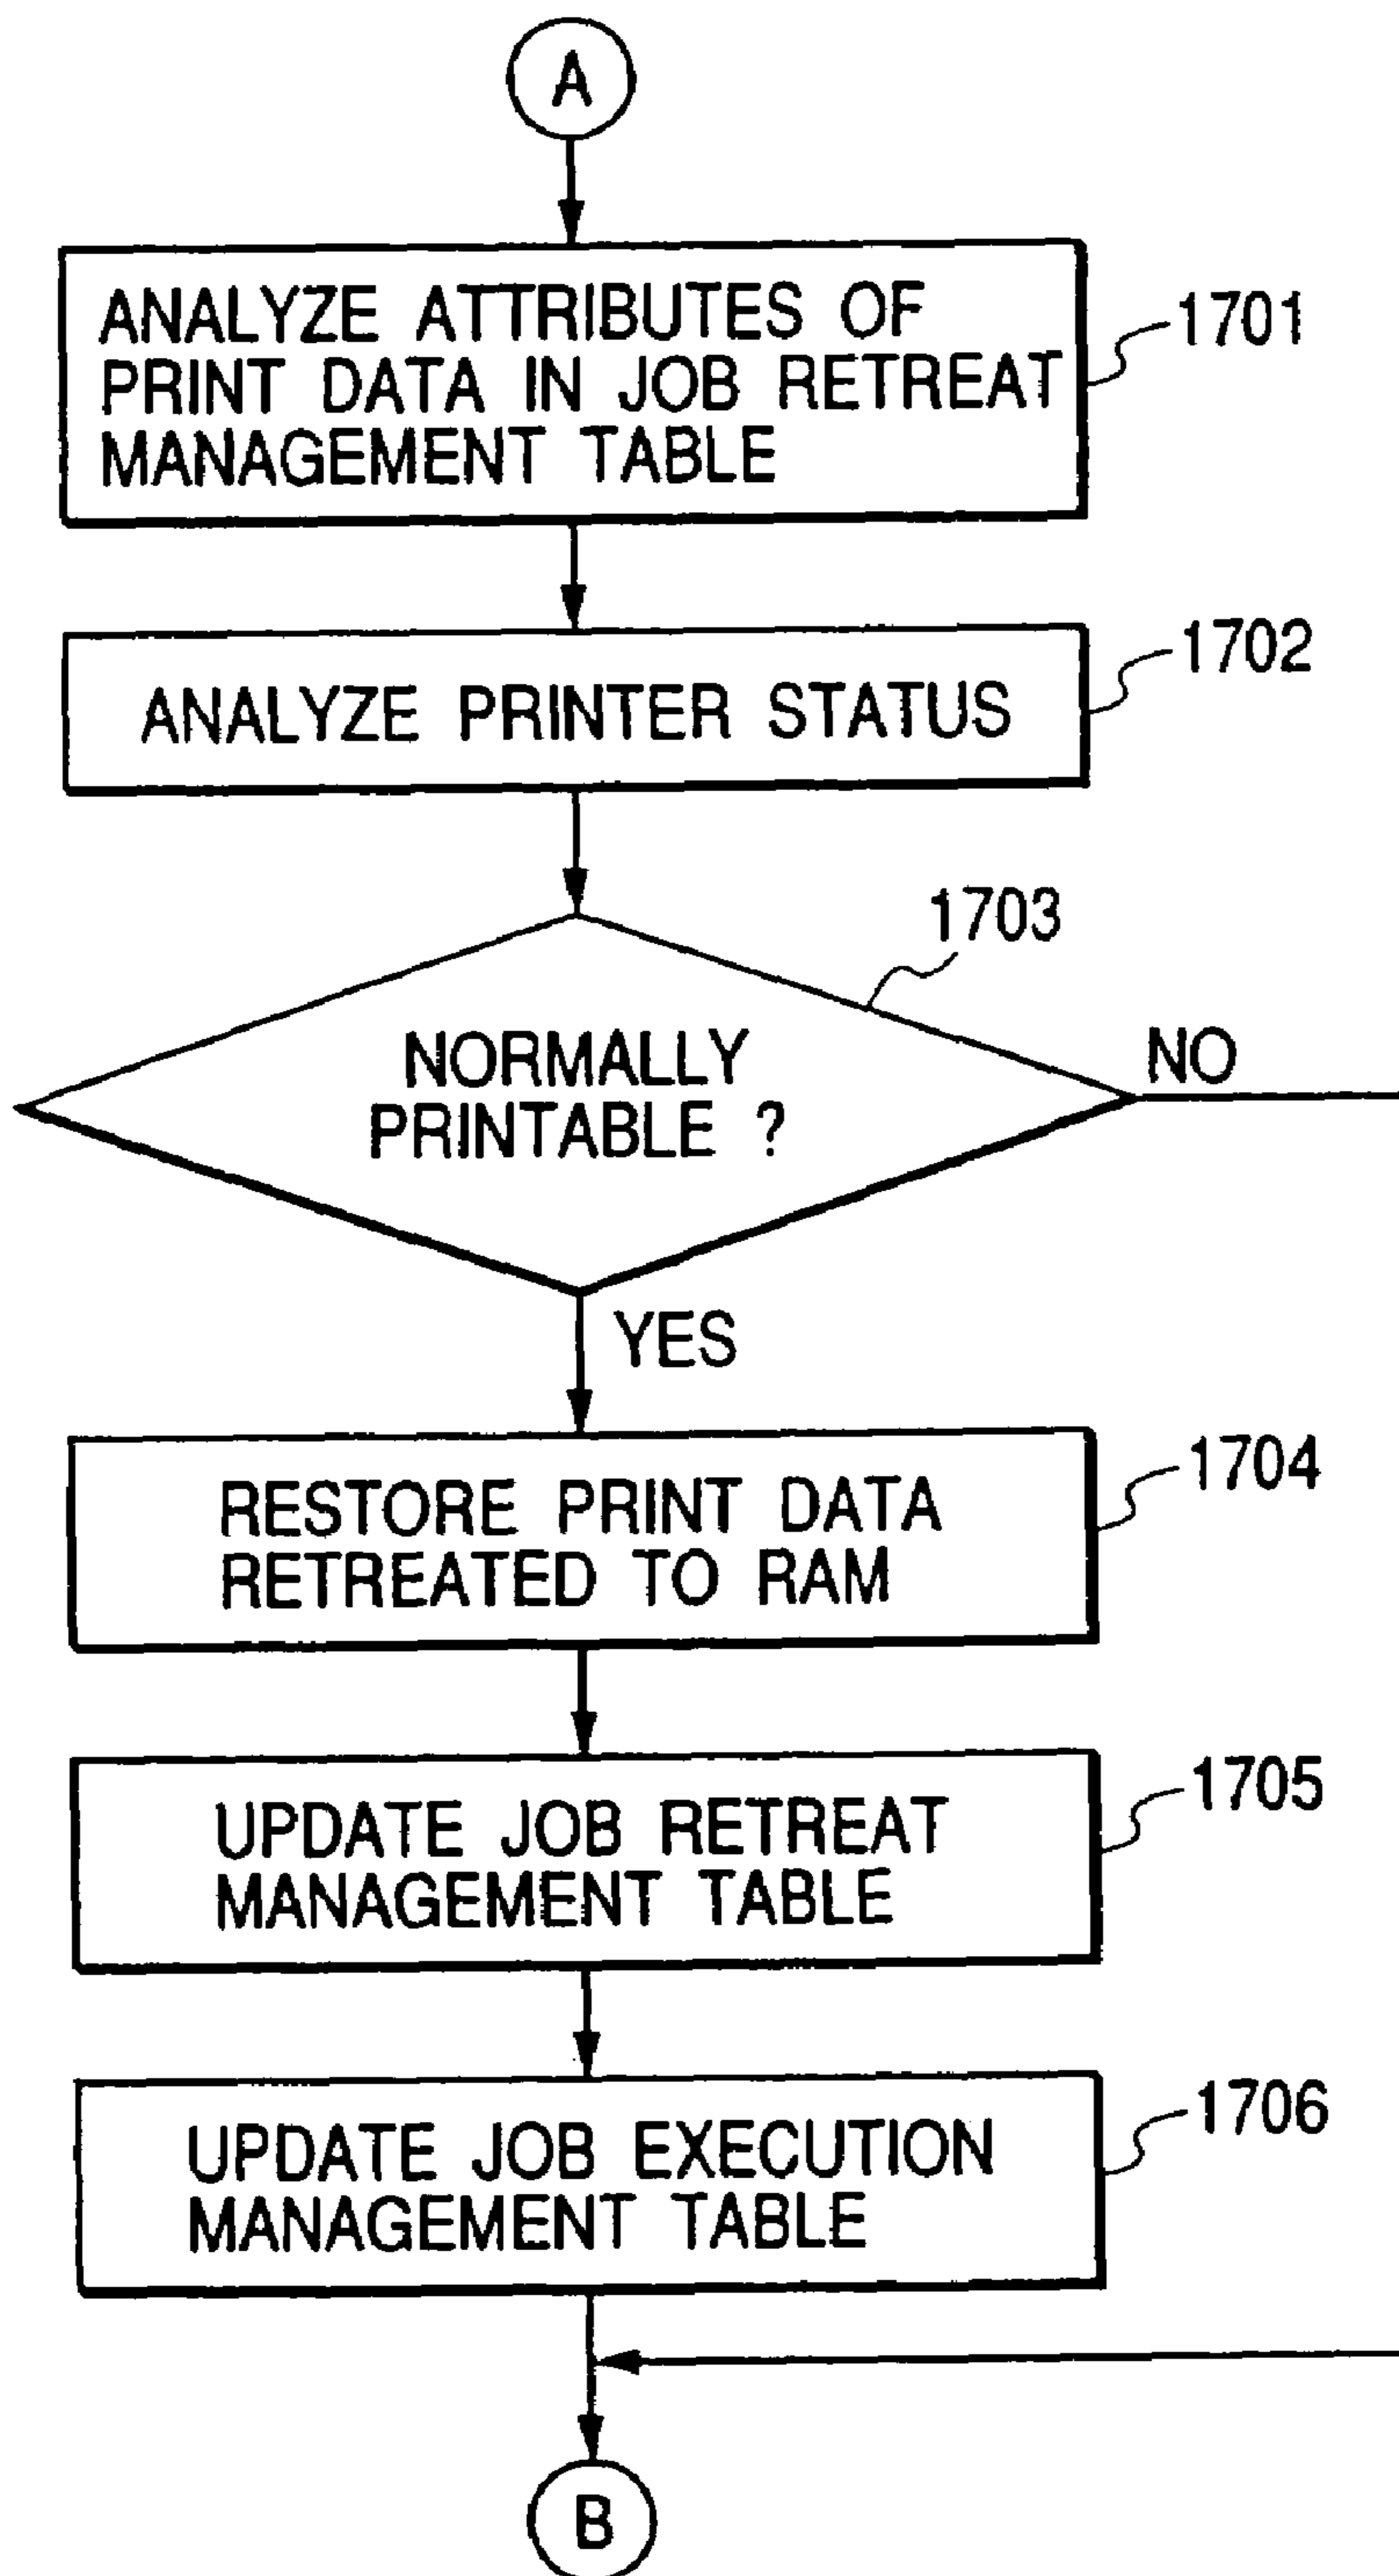 A
ANALYZE ATTRIBUTES OF
PRINT DATA IN JOB RETREAT
MANAGEMENT TABLE
1701
ANALYZE PRINTER STATUS
1702
1703
NORMALLY
PRINTABLE ?
NO
YES
RESTORE PRINT DATA
RETREATED TO RAM
1704
UPDATE JOB RETREAT
MANAGEMENT TABLE
1705
UPDATE JOB EXECUTION
MANAGEMENT TABLE
1706
B